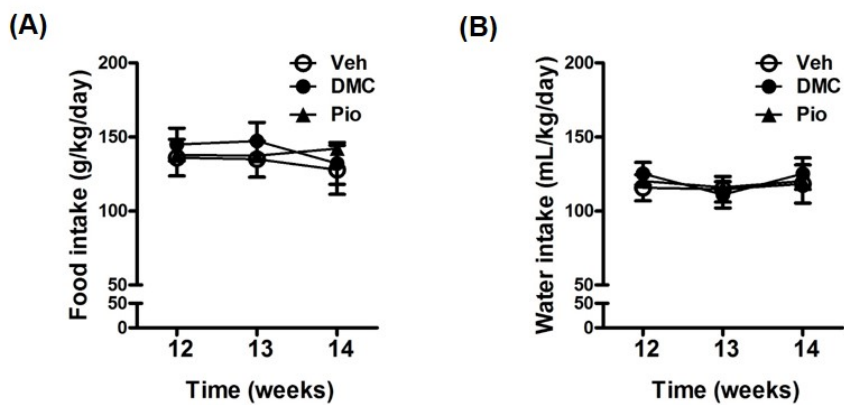 (A)
Food intake (g/kg/day)
200
150
100
50
50
0
Veh
DMC
Pio
12 13 14
Time (weeks)
(B)
Water intake (mL/kg/day)
200
150
100
50
50
0
Veh
DMC
Pio
12 13 14
Time (weeks)